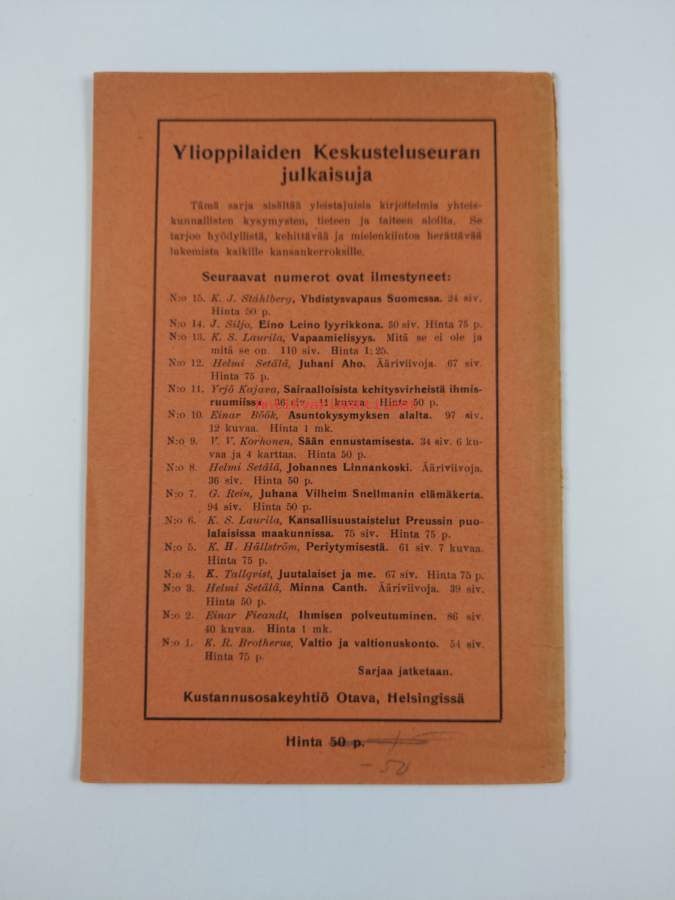 Ylioppilaiden Keskusteluseuran
julkaisuja
Tämä sarja sisältää yleistajuisia kirjoitelmia yhteis-
kunnallisten kysymysten, tieteen ja taiteen aloilta. Se
tarjoo hyödyllistä, kehittävää ja mielenkiintoa herättävää
lukemista kaikille kansankerroksille.
Seuraavat numerot ovat ilmestyneet:
N:o 15. K. J. Ståhlberg, Yhdistysvapaus Suomessa. 24 siv.
Hinta 50 p.
N:o 14. J. Siljo, Eino Leino lyyrikkona. 50 siv. Hinta 75 p.
N:o 13. K. S. Laurila, Vapaamielisyys. Mitä se ei ole ja
mitä se on. 110 siv. Hinta 1: 25.
N:o 12. Helmi Setälä, Juhani Aho. Ääriviivoja. 67 siv.
Hinta 75 p.
N:o 11. Yrjö Kajava, Sairaalloisista kehitysvirheistä ihmis-
ruumiissa. 36 siv. 11 kuvaa Hinta 50 p.
N:o 10. Einar Böök, Asuntokysymyksen alalta. 97 siv.
12 kuvaa. Hinta 1 mk.
N:o 9. V. V. Korhonen, Sään ennustamisesta. 34 siv. 6 ku-
vaa ja 4 karttaa. Hinta 50 p.
N:o 8. Helmi Setälä, Johannes Linnankoski. Ääriviivoja.
36 siv. Hinta 50 p.
N:o 7. G. Rein, Juhana Vilhelm Snellmanin elämäkerta.
94 siv. Hinta 50 p.
N:o 6. K. S. Laurila, Kansallisuustaistelut Preussin puo-
lalaisissa maakunnissa. 75 siv. Hinta 75 p.
N:o 5. K. H. Hällström, Periytymisestä. 61 siv. 7 kuvaa.
Hinta 75 p.
N:o 4. K. Tallqvist, Juutalaiset ja me. 67 siv. Hinta 75 p.
N:o 3. Helmi Setälä, Minna Canth. Ääriviivoja. 39 siv.
Hinta 50 p.
N:o 2. Einar Fieandt, Ihmisen polveutuminen. 86 siv.
40 kuvaa. Hinta 1 mk.
N:o 1. K. R. Brotherus, Valtio ja valtionuskonto. 54 siv.
Hinta 75 p.
Sarjaa jatketaan.
Kustannusosakeyhtiö Otava, Helsingissä
Hinta 50 p.
-50